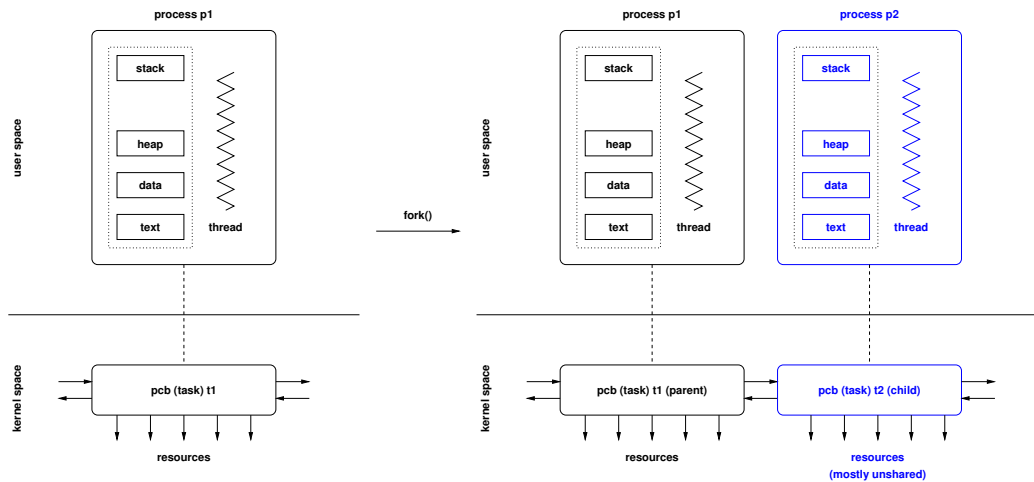 process p1
stack
heap
data
text
thread
user space
kernel space
pcb (task) t1
resources
fork()
process p1
process p2
stack
heap
data
text
thread
stack
heap
data
text
thread
user space
kernel space
pcb (task) t1 (parent)
pcb (task) t2 (child)
resources
resources
(mostly unshared)